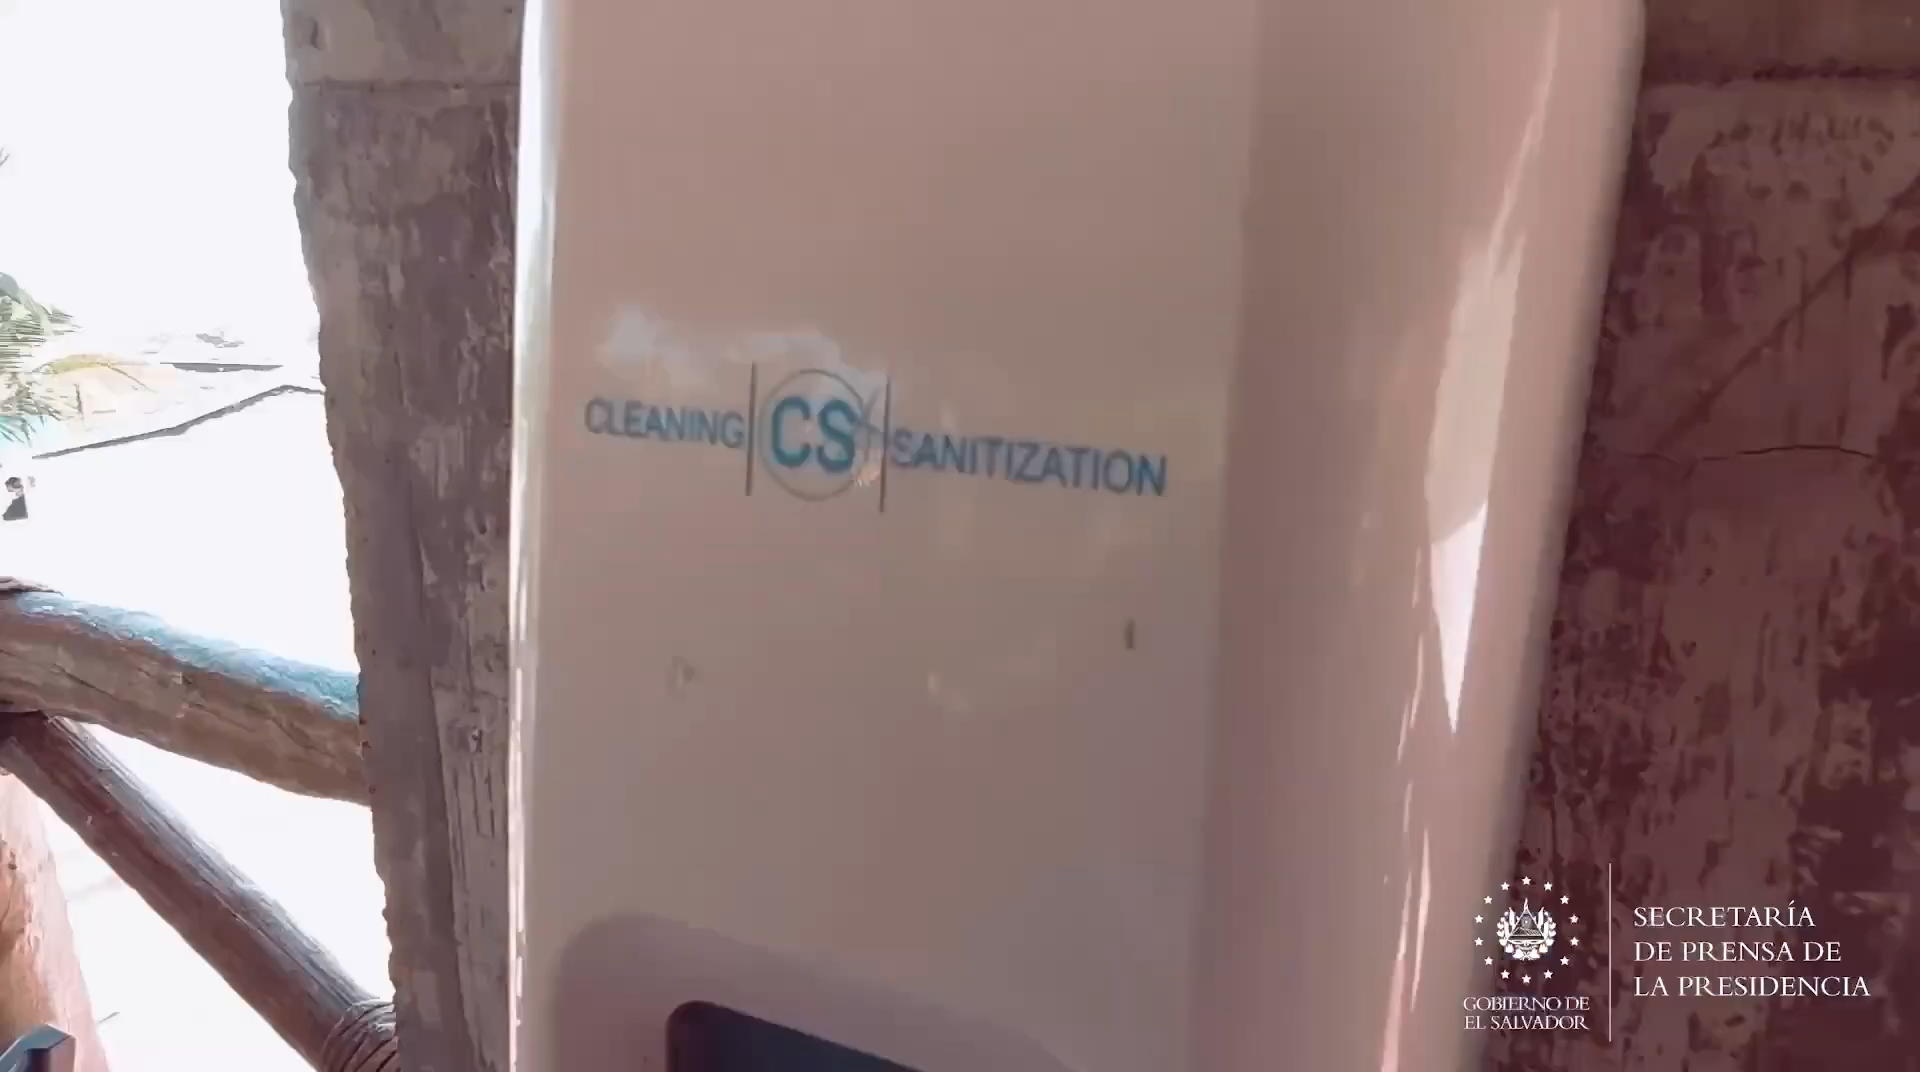 CLEANING CS SANITIZATION
GOBIERNO DE
EL SALVADOR
SECRETARÍA
DE PRENSA DE
LA PRESIDENCIA